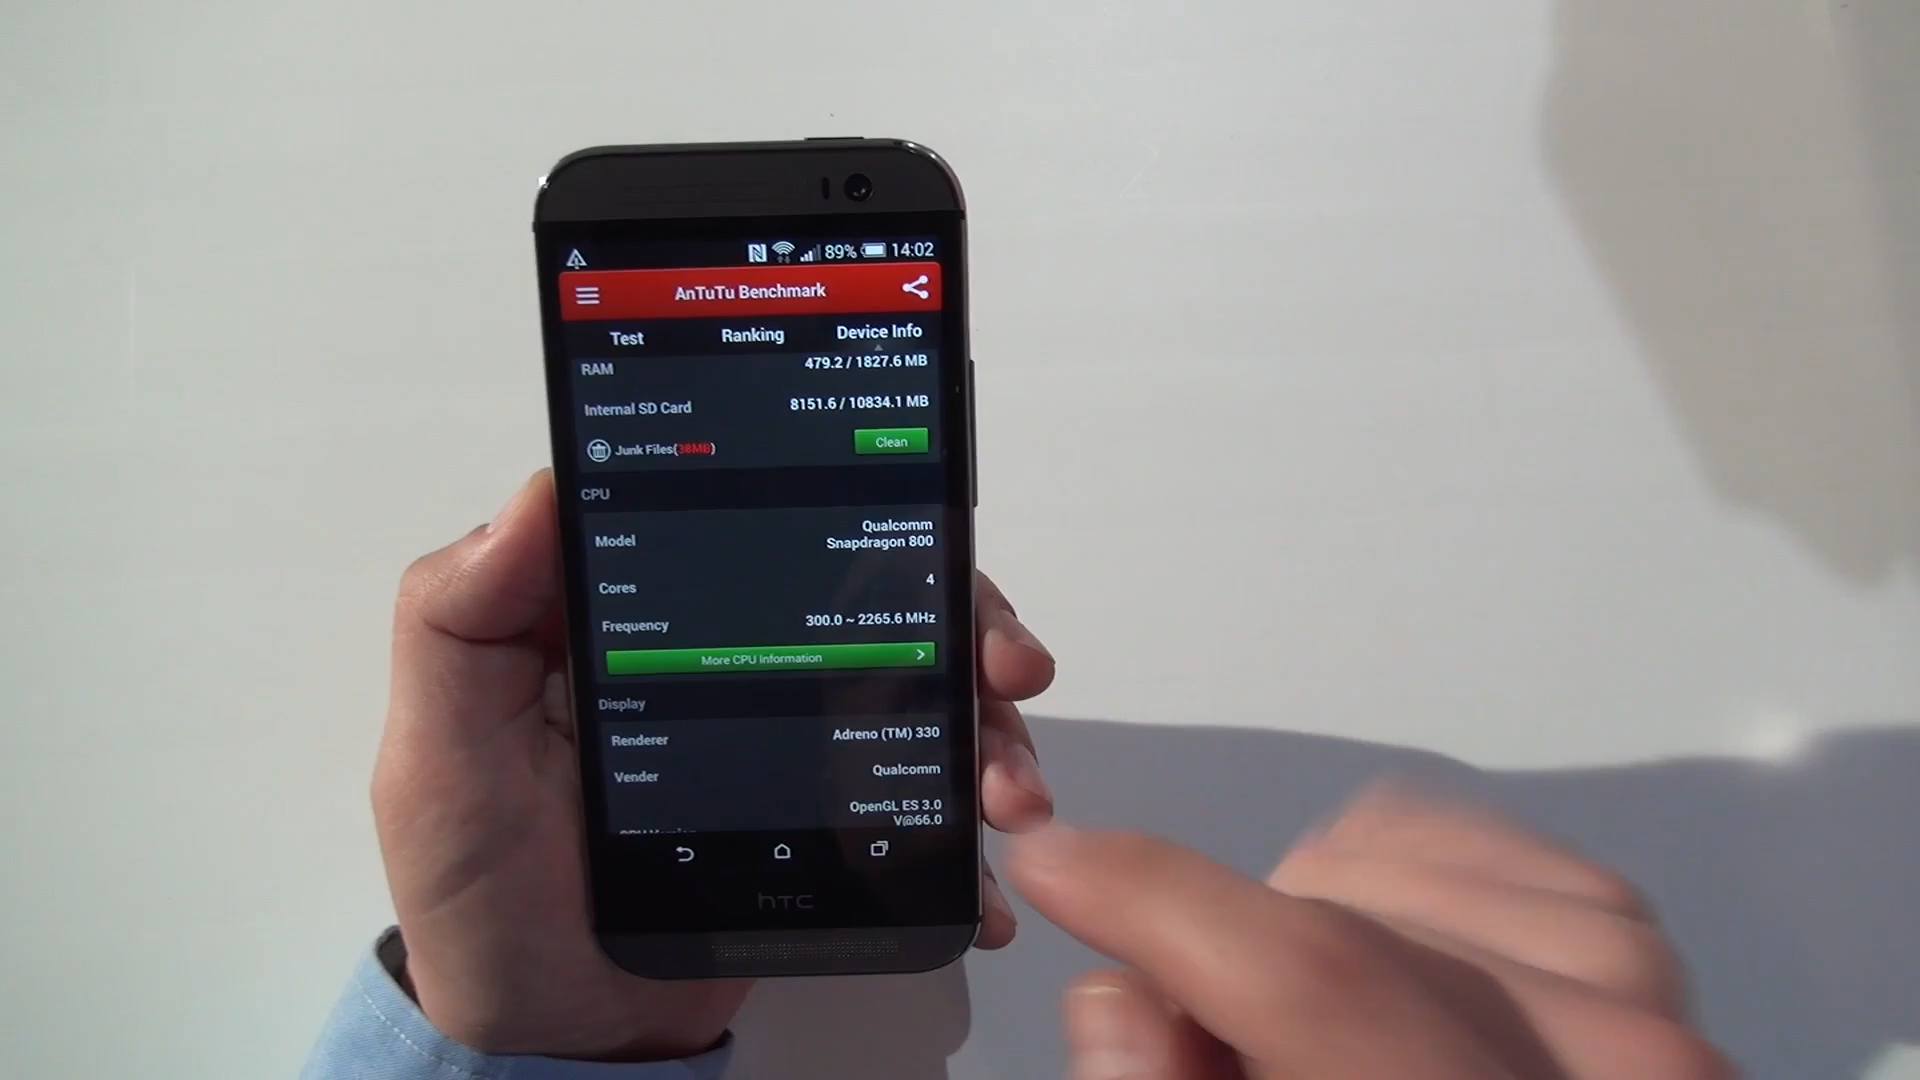 89% 14:02
AnTuTu Benchmark
Test Ranking Device Info
RAM 479.2 / 1827.6 MB
Internal SD Card 8151.6 / 10834.1 MB
Junk Files(38MB) Clean
CPU
Model Qualcomm
Snapdragon 800
Cores 4
Frequency 300.0 ~ 2265.6 MHz
More CPU Information >
Display
Renderer Adreno (TM) 330
Vender Qualcomm
OpenGL ES 3.0
V@66.0
hTC